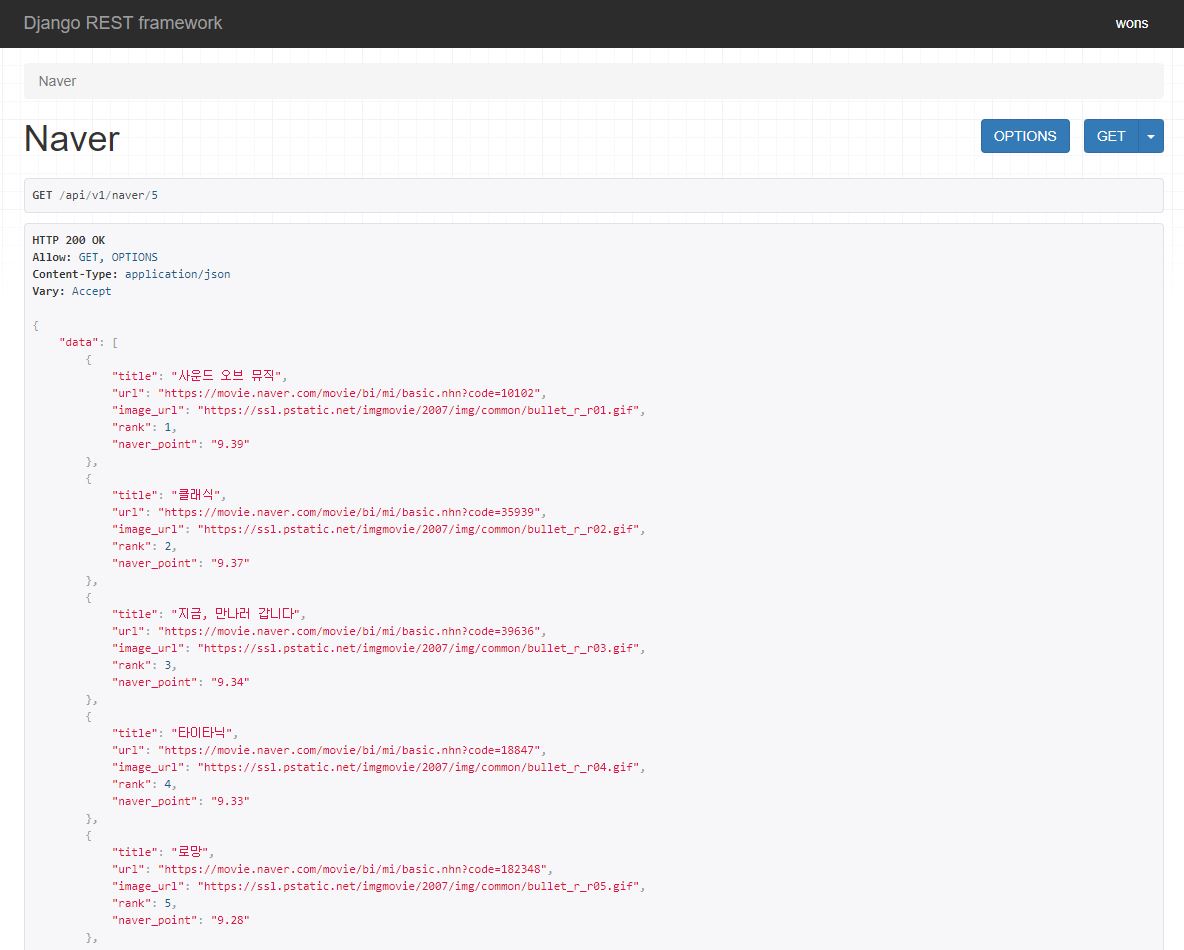 Django REST framework
wons
Naver
Naver
OPTIONS
GET
GET /api/v1/naver/5
HTTP 200 OK
Allow: GET, OPTIONS
Content-Type: application/json
Vary: Accept
{
"data": [
{
"title": "사운드 오브 뮤직",
"url": "https://movie.naver.com/movie/bi/mi/basic.nhn?code=10102",
"image_url": "https://ssl.pstatic.net/imgmovie/2007/img/common/bullet_r_r01.gif",
"rank": 1,
"naver_point": "9.39"
},
{
"title": "클래식",
"url": "https://movie.naver.com/movie/bi/mi/basic.nhn?code=35939",
"image_url": "https://ssl.pstatic.net/imgmovie/2007/img/common/bullet_r_r02.gif",
"rank": 2,
"naver_point": "9.37"
},
{
"title": "지금, 만나러 갑니다",
"url": "https://movie.naver.com/movie/bi/mi/basic.nhn?code=39636",
"image_url": "https://ssl.pstatic.net/imgmovie/2007/img/common/bullet_r_r03.gif",
"rank": 3,
"naver_point": "9.34"
},
{
"title": "타이타닉",
"url": "https://movie.naver.com/movie/bi/mi/basic.nhn?code=18847",
"image_url": "https://ssl.pstatic.net/imgmovie/2007/img/common/bullet_r_r04.gif",
"rank": 4,
"naver_point": "9.33"
},
{
"title": "로망",
"url": "https://movie.naver.com/movie/bi/mi/basic.nhn?code=182348",
"image_url": "https://ssl.pstatic.net/imgmovie/2007/img/common/bullet_r_r05.gif",
"rank": 5,
"naver_point": "9.28"
},